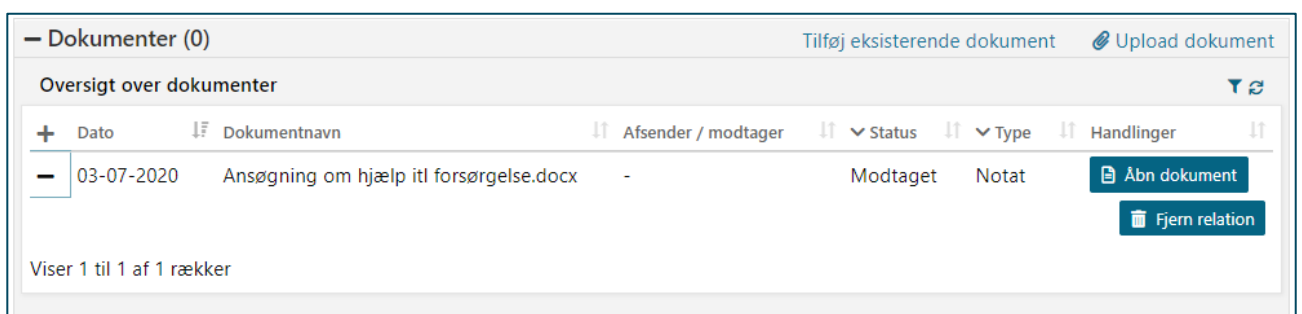 Dokumenter (0) Tilføj eksisterende dokument Upload dokument
Oversigt over dokumenter
Dato Dokumentnavn Afsender / modtager Status Type Handlinger
03-07-2020 Ansøgning om hjælp itl forsørgelse.docx - Modtaget Notat Åbn dokument
Fjern relation
Viser 1 til 1 af 1 rækker